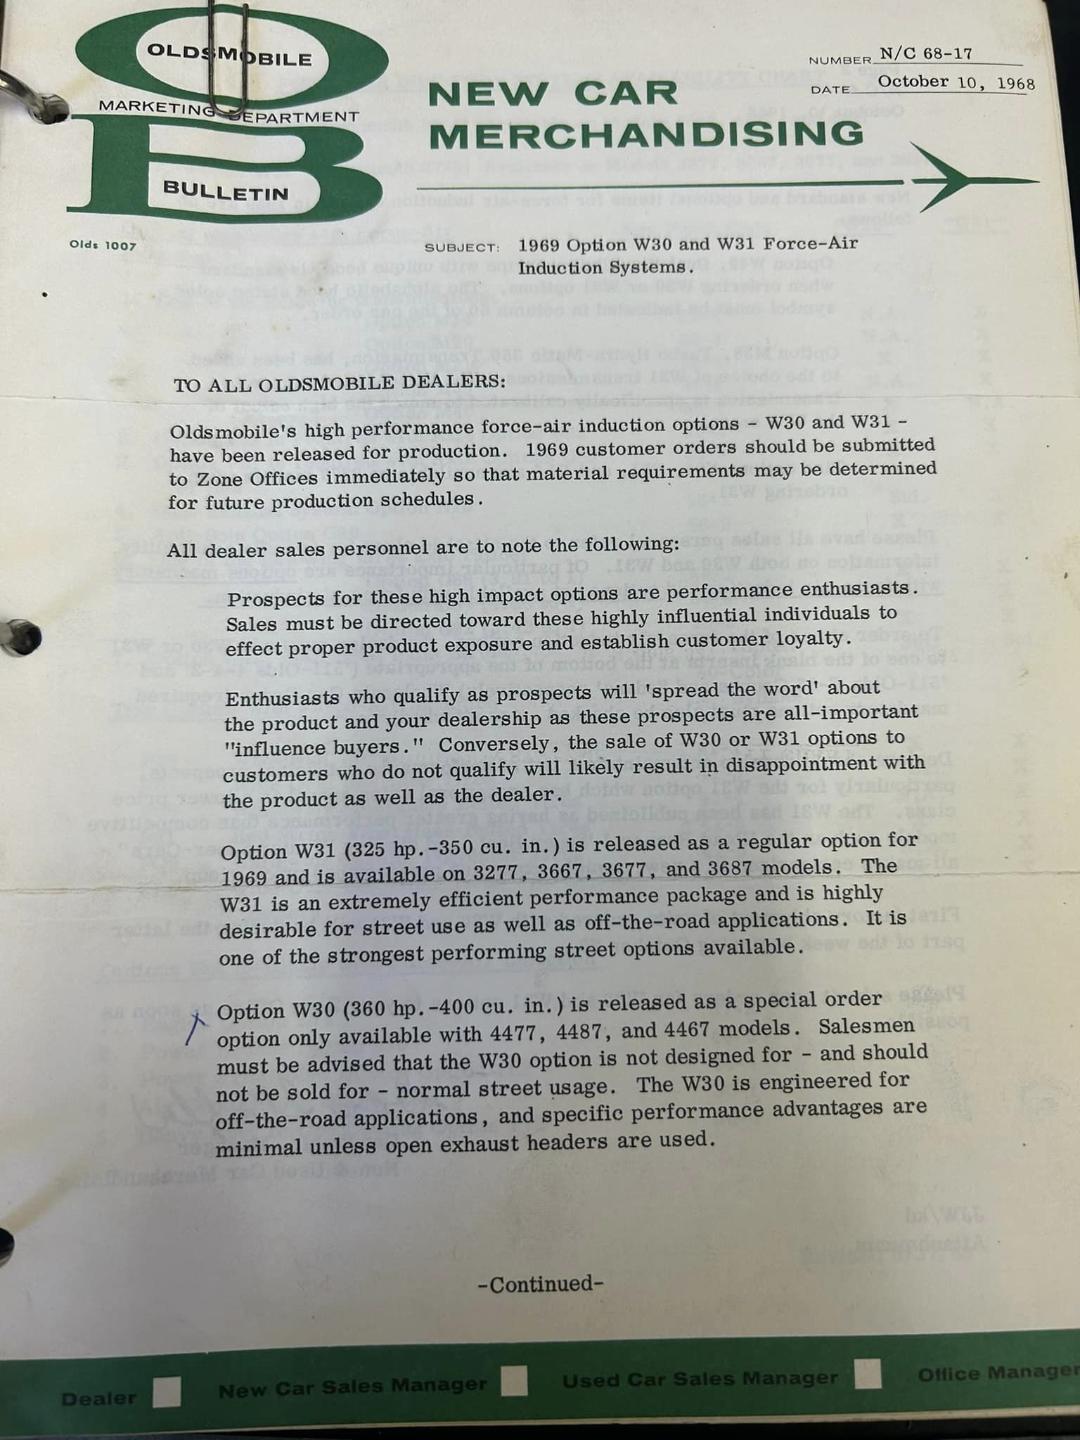 OLDSMOBILE
MARKETING DEPARTMENT
BULLETIN
Olds 1007
NEW CAR
MERCHANDISING
NUMBER N/C 68-17
DATE October 10, 1968
SUBJECT: 1969 Option W30 and W31 Force-Air
Induction Systems.
TO ALL OLDSMOBILE DEALERS:
Oldsmobile's high performance force-air induction options - W30 and W31 -
have been released for production. 1969 customer orders should be submitted
to Zone Offices immediately so that material requirements may be determined
for future production schedules.
All dealer sales personnel are to note the following:
Prospects for these high impact options are performance enthusiasts.
Sales must be directed toward these highly influential individuals to
effect proper product exposure and establish customer loyalty.
Enthusiasts who qualify as prospects will 'spread the word' about
the product and your dealership as these prospects are all-important
"influence buyers." Conversely, the sale of W30 or W31 options to
customers who do not qualify will likely result in disappointment with
the product as well as the dealer.
Option W31 (325 hp.-350 cu. in.) is released as a regular option for
1969 and is available on 3277, 3667, 3677, and 3687 models. The
W31 is an extremely efficient performance package and is highly
desirable for street use as well as off-the-road applications. It is
one of the strongest performing street options available.
Option W30 (360 hp.-400 cu. in.) is released as a special order
option only available with 4477, 4487, and 4467 models. Salesmen
must be advised that the W30 option is not designed for - and should
not be sold for - normal street usage. The W30 is engineered for
off-the-road applications, and specific performance advantages are
minimal unless open exhaust headers are used.
-Continued-
Dealer New Car Sales Manager Used Car Sales Manager Office Manager